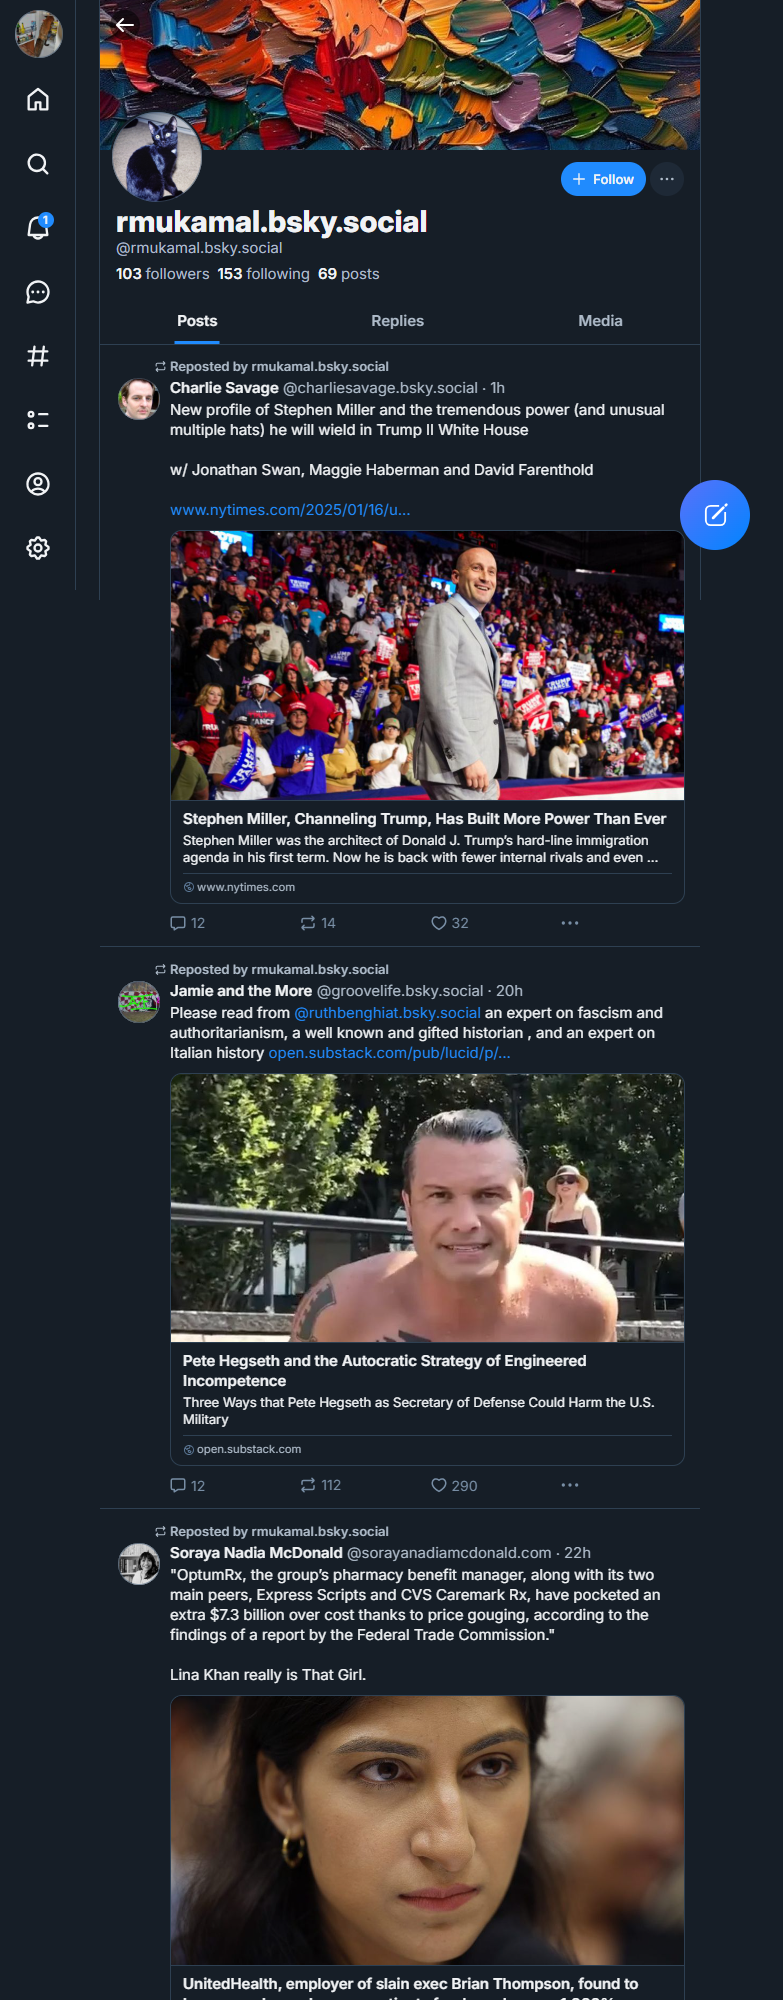 1
+ Follow
rmukamal.bsky.social
@rmukamal.bsky.social
103 followers 153 following 69 posts
Posts Replies Media
Reposted by rmukamal.bsky.social
Charlie Savage @charliesavage.bsky.social · 1h
New profile of Stephen Miller and the tremendous power (and unusual
multiple hats) he will wield in Trump II White House
w/ Jonathan Swan, Maggie Haberman and David Farenthold
www.nytimes.com/2025/01/16/u...
TRUMP
VANCE
47
Stephen Miller, Channeling Trump, Has Built More Power Than Ever
Stephen Miller was the architect of Donald J. Trump's hard-line immigration
agenda in his first term. Now he is back with fewer internal rivals and even ...
www.nytimes.com
12 14 32
Reposted by rmukamal.bsky.social
Jamie and the More @groovelife.bsky.social · 20h
Please read from @ruthbenghiat.bsky.social an expert on fascism and
authoritarianism, a well known and gifted historian , and an expert on
Italian history open.substack.com/pub/lucid/p/...
Pete Hegseth and the Autocratic Strategy of Engineered
Incompetence
Three Ways that Pete Hegseth as Secretary of Defense Could Harm the U.S.
Military
open.substack.com
12 112 290
Reposted by rmukamal.bsky.social
Soraya Nadia McDonald @sorayanadiamcdonald.com · 22h
"OptumRx, the group's pharmacy benefit manager, along with its two
main peers, Express Scripts and CVS Caremark Rx, have pocketed an
extra $7.3 billion over cost thanks to price gouging, according to the
findings of a report by the Federal Trade Commission."
Lina Khan really is That Girl.
UnitedHealth, employer of slain exec Brian Thompson, found to